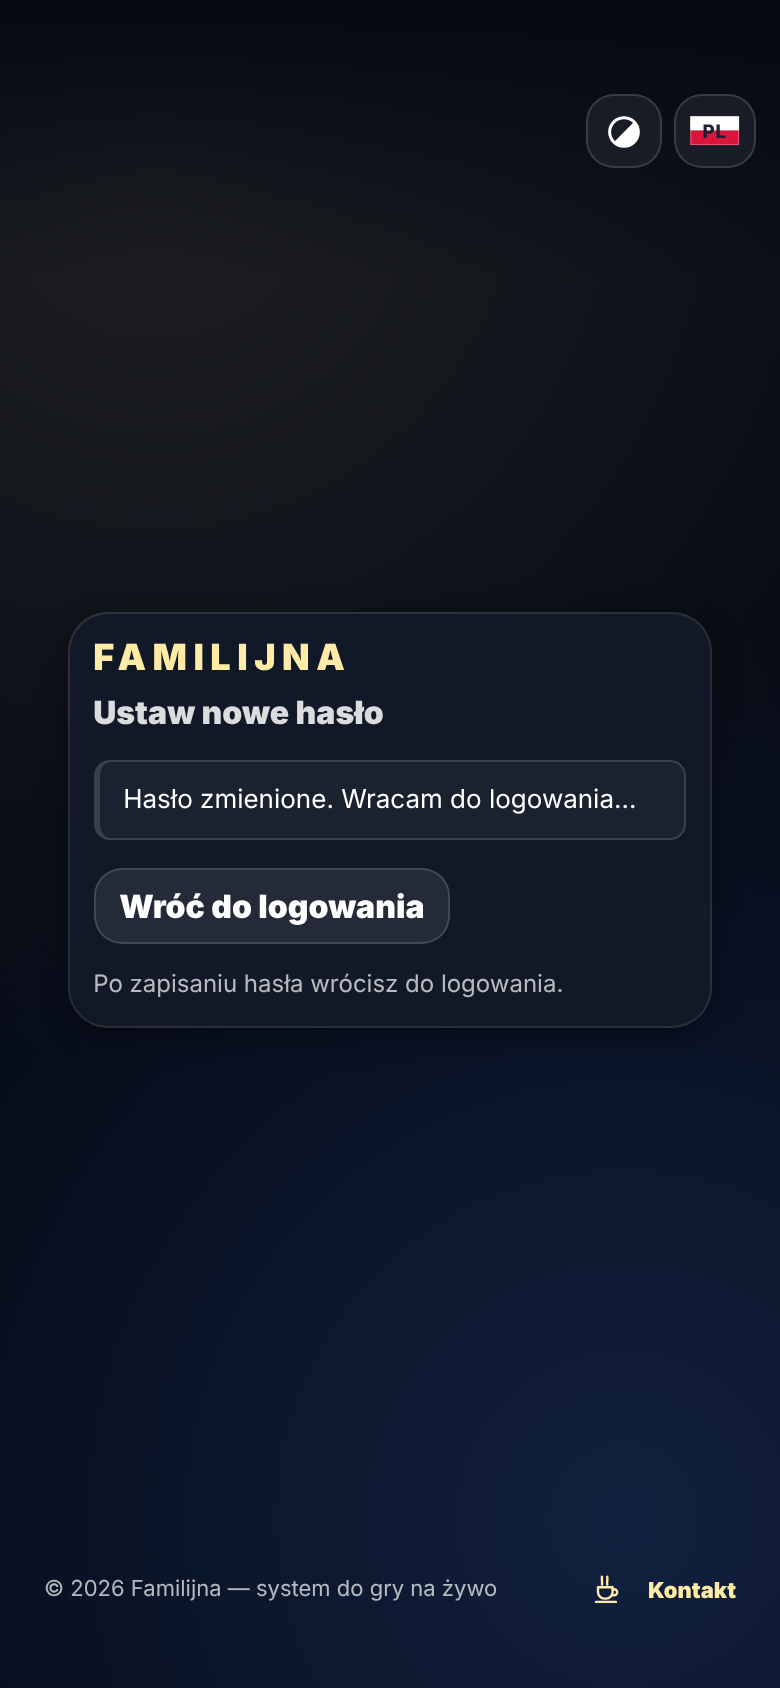 PL
FAMILIJNA
Ustaw nowe hasło
Hasło zmienione. Wracam do logowania...
Wróć do logowania
Po zapisaniu hasła wrócisz do logowania.
© 2026 Familijna — system do gry na żywo
Kontakt